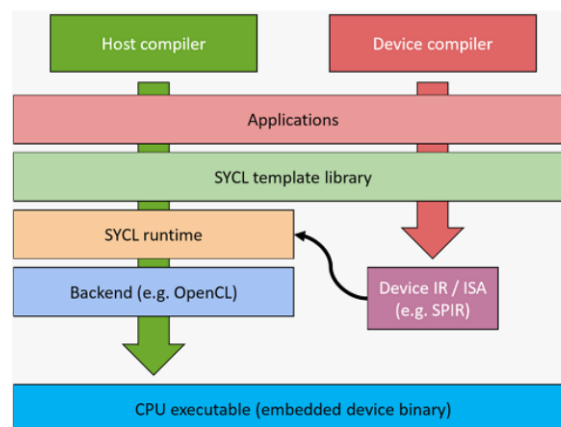 Host compiler
Device compiler
Applications
SYCL template library
SYCL runtime
Backend (e.g. OpenCL)
Device IR / ISA
(e.g. SPIR)
CPU executable (embedded device binary)